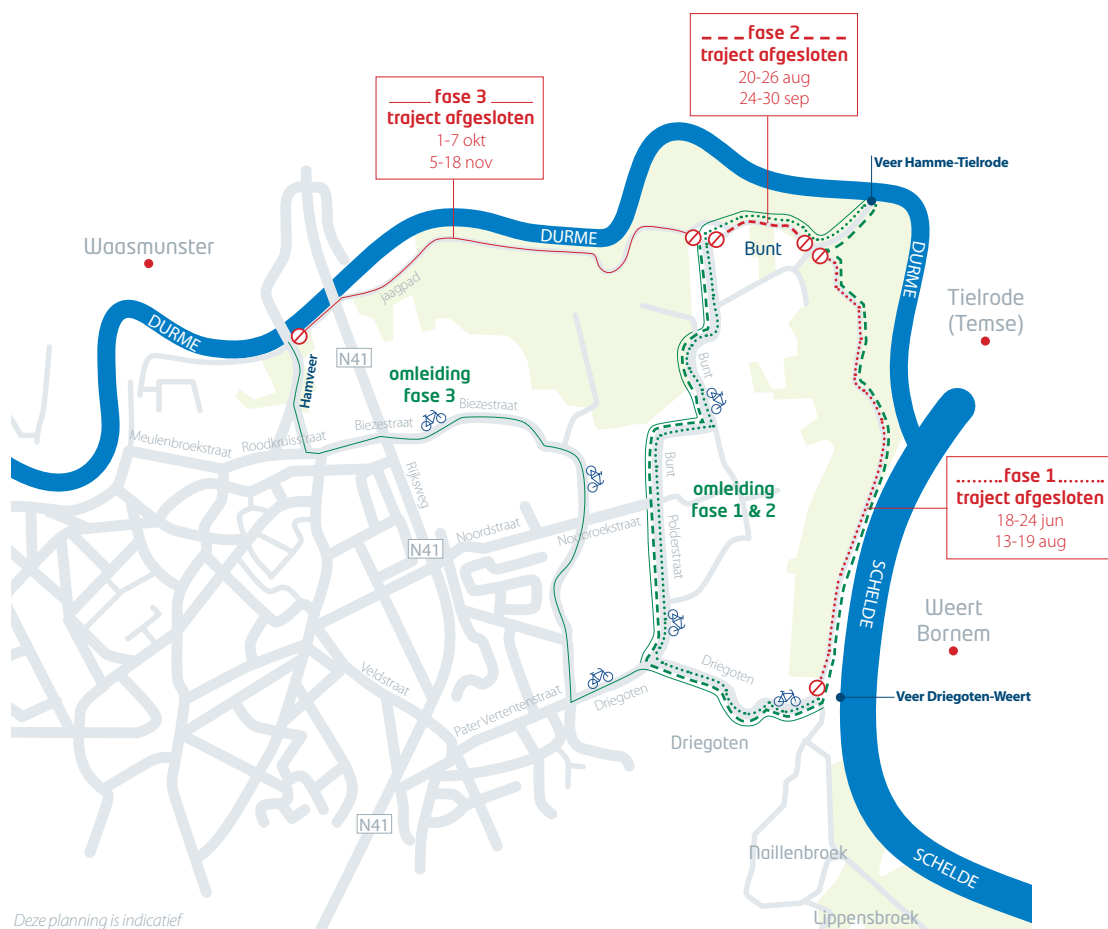 fase 2
traject afgesloten
20-26 aug
24-30 sep
fase 3
traject afgesloten
1-7 okt
5-18 nov
Veer Hamme-Tielrode
Waasmunster
DURME
Bunt
DURME
jaagpad
Tielrode
(Temse)
DURME
N41
Hamveer
omleiding
fase 3
Bunt
Biezestraat
Biezestraat
Roodkruisstraat
Meulenbroekstraat
Rijksweg
Bunt
omleiding
fase 1 & 2
fase 1
traject afgesloten
18-24 jun
13-19 aug
Noordstraat
Noubroekstraat
Polderstraat
N41
SCHELDE
Weert
Bornem
Veldstraat
Driegoten
Pater Vertentenstraat
Driegoten
Veer Driegoten-Weert
Driegoten
N41
Naillenbroek
SCHELDE
Lippensbroek
Deze planning is indicatief